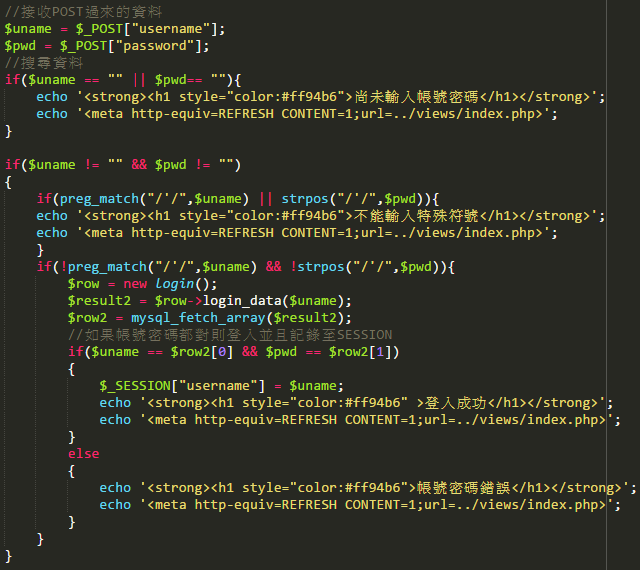 //接收POST過來的資料
$uname = $_POST["username"];
$pwd = $_POST["password"];
//搜尋資料
if($uname == "" || $pwd== ""){
    echo '<strong><h1 style="color:#ff94b6">尚未輸入帳號密碼</h1></strong>';
    echo '<meta http-equiv=REFRESH CONTENT=1;url=../views/index.php>';
}

if($uname != "" && $pwd != "")
{
    if(preg_match("/'/",$uname) || strpos("/'/",$pwd)){
    echo '<strong><h1 style="color:#ff94b6">不能輸入特殊符號</h1></strong>';
    echo '<meta http-equiv=REFRESH CONTENT=1;url=../views/index.php>';
    }
    if(!preg_match("/'/",$uname) && !strpos("/'/",$pwd)){
        $row = new login();
        $result2 = $row->login_data($uname);
        $row2 = mysql_fetch_array($result2);
        //如果帳號密碼都對則登入並且記錄至SESSION
        if($uname == $row2[0] && $pwd == $row2[1])
        {
            $_SESSION["username"] = $uname;
            echo '<strong><h1 style="color:#ff94b6" >登入成功</h1></strong>';
            echo '<meta http-equiv=REFRESH CONTENT=1;url=../views/index.php>';
        }
        else
        {
            echo '<strong><h1 style="color:#ff94b6">帳號密碼錯誤</h1></strong>';
            echo '<meta http-equiv=REFRESH CONTENT=1;url=../views/index.php>';
        }
    }
}